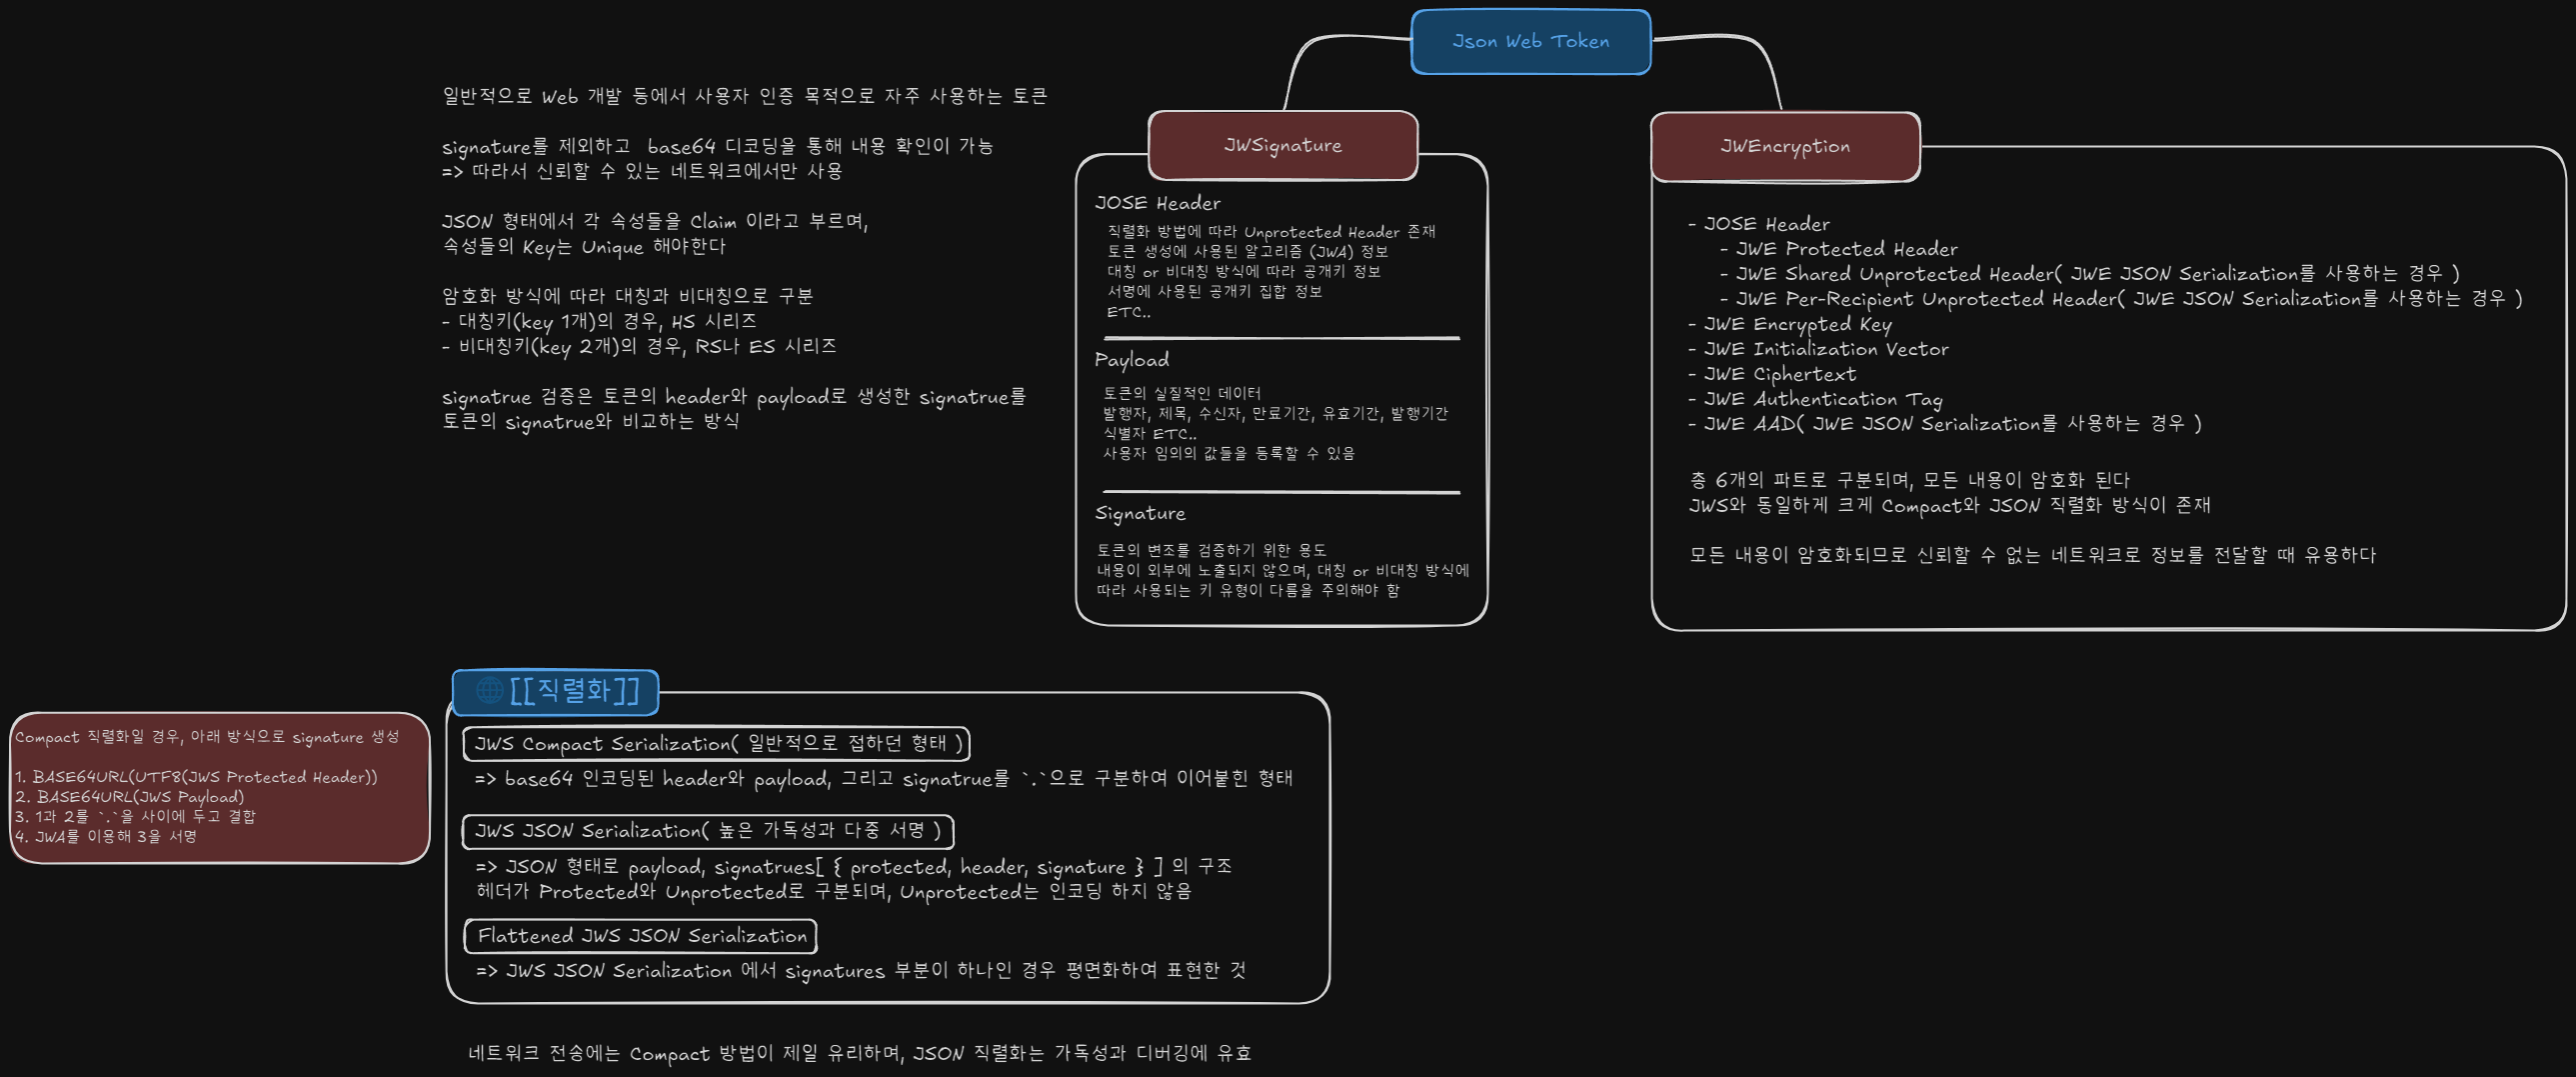 Json Web Token
일반적으로 Web 개발 등에서 사용자 인증 목적으로 자주 사용하는 토큰
signature를 제외하고 base64 디코딩을 통해 내용 확인이 가능
=> 따라서 신뢰할 수 있는 네트워크에서만 사용
JSON 형태에서 각 속성들을 Claim 이라고 부르며,
속성들의 Key는 Unique 해야한다
암호화 방식에 따라 대칭과 비대칭으로 구분
- 대칭키(key 1개)의 경우, HS 시리즈
- 비대칭키(key 2개)의 경우, RS나 ES 시리즈
signatrue 검증은 토큰의 header와 payload로 생성한 signatrue를
토큰의 signatrue와 비교하는 방식
JWSignature
JOSE Header
직렬화 방법에 따라 Unprotected Header 존재
토큰 생성에 사용된 알고리즘 (JWA) 정보
대칭 or 비대칭 방식에 따라 공개키 정보
서명에 사용된 공개키 집합 정보
ETC..
Payload
토큰의 실질적인 데이터
발행자, 제목, 수신자, 만료기간, 유효기간, 발행기간
식별자 ETC..
사용자 임의의 값들을 등록할 수 있음
Signature
토큰의 변조를 검증하기 위한 용도
내용이 외부에 노출되지 않으며, 대칭 or 비대칭 방식에
따라 사용되는 키 유형이 다름을 주의해야 함
JWEncryption
- JOSE Header
- JWE Protected Header
- JWE Shared Unprotected Header( JWE JSON Serialization를 사용하는 경우 )
- JWE Per-Recipient Unprotected Header( JWE JSON Serialization를 사용하는 경우 )
- JWE Encrypted Key
- JWE Initialization Vector
- JWE Ciphertext
- JWE Authentication Tag
- JWE AAD( JWE JSON Serialization를 사용하는 경우 )
총 6개의 파트로 구분되며, 모든 내용이 암호화 된다
JWS와 동일하게 크게 Compact와 JSON 직렬화 방식이 존재
모든 내용이 암호화되므로 신뢰할 수 없는 네트워크로 정보를 전달할 때 유용하다
Compact 직렬화일 경우, 아래 방식으로 signature 생성
1. BASE64URL(UTF8(JWS Protected Header))
2. BASE64URL(JWS Payload)
3. 1과 2를 `.`을 사이에 두고 결합
4. JWA를 이용해 3을 서명
🌐[[직렬화]]
JWS Compact Serialization( 일반적으로 접하던 형태 )
=> base64 인코딩된 header와 payload, 그리고 signatrue를 `.`으로 구분하여 이어붙힌 형태
JWS JSON Serialization( 높은 가독성과 다중 서명 )
=> JSON 형태로 payload, signatrues[ { protected, header, signature } ] 의 구조
헤더가 Protected와 Unprotected로 구분되며, Unprotected는 인코딩 하지 않음
Flattened JWS JSON Serialization
=> JWS JSON Serialization 에서 signatures 부분이 하나인 경우 평면화하여 표현한 것
네트워크 전송에는 Compact 방법이 제일 유리하며, JSON 직렬화는 가독성과 디버깅에 유효